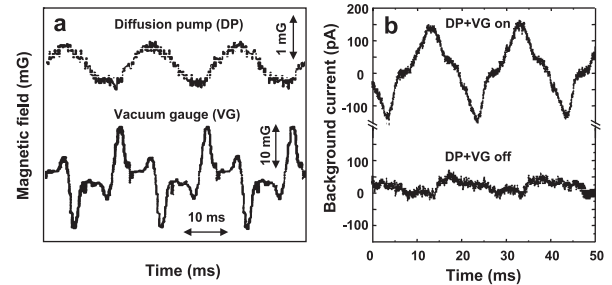 a
Diffusion pump (DP)
1 mG
Vacuum gauge (VG)
10 mG
10 ms
Magnetic field (mG)
Time (ms)
b
DP+VG on
200
150
100
0
-100
DP+VG off
100
0
-100
Background current (pA)
0 10 20 30 40 50
Time (ms)